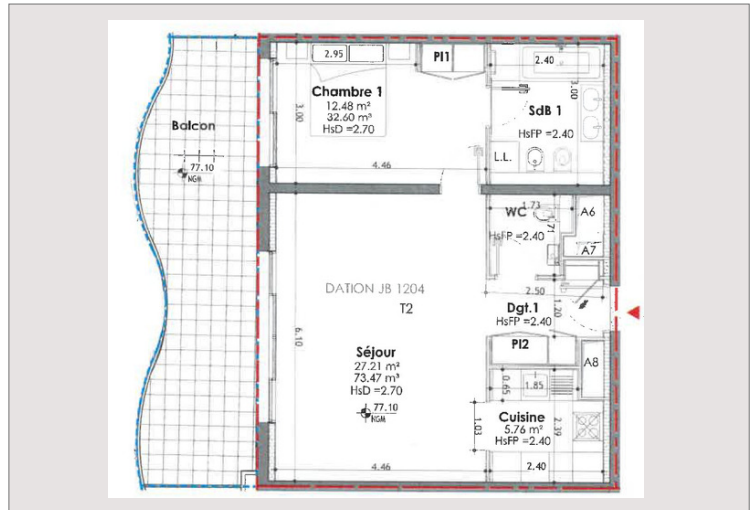 2.95
Pl1
2.40
Chambre 1
12.48 m²
32.60 m³
HsD =2.70
3.00
3.00
SdB 1
HsFP =2.40
Balcon
77.10
NGM
L.L.
4.46
1.73
WC
1.71
HsFP =2.40
A6
A7
2.50
DATION JB 1204
T2
Dgt.1
HsFP =2.40
1.20
6.10
Pl2
A8
Séjour
27.21 m²
73.47 m³
HsD =2.70
77.10
NGM
0.65
1.85
1.03
Cuisine
5.76 m²
HsFP =2.40
2.39
4.46
2.40